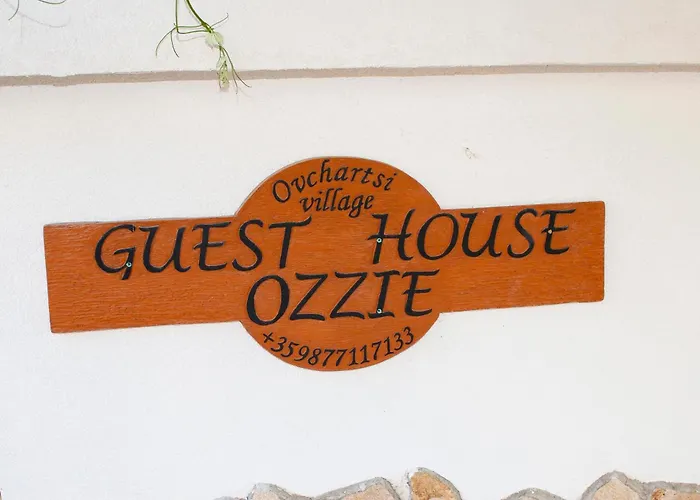 Ovchartsi
village
GUEST HOUSE
OZZIE
+359877117133